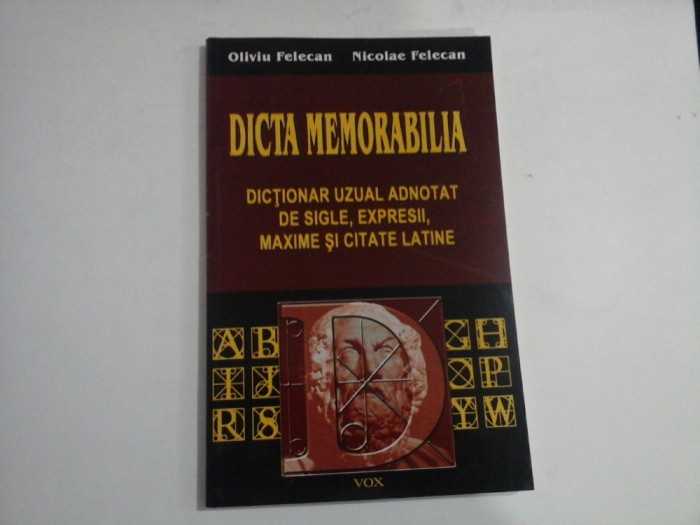 Oliviu Felecan Nicolae Felecan
DICTA MEMORABILIA
DICŢIONAR UZUAL ADNOTAT
DE SIGLE, EXPRESII,
MAXIME ŞI CITATE LATINE
A B D G H
I J O P
R S Y W
VOX